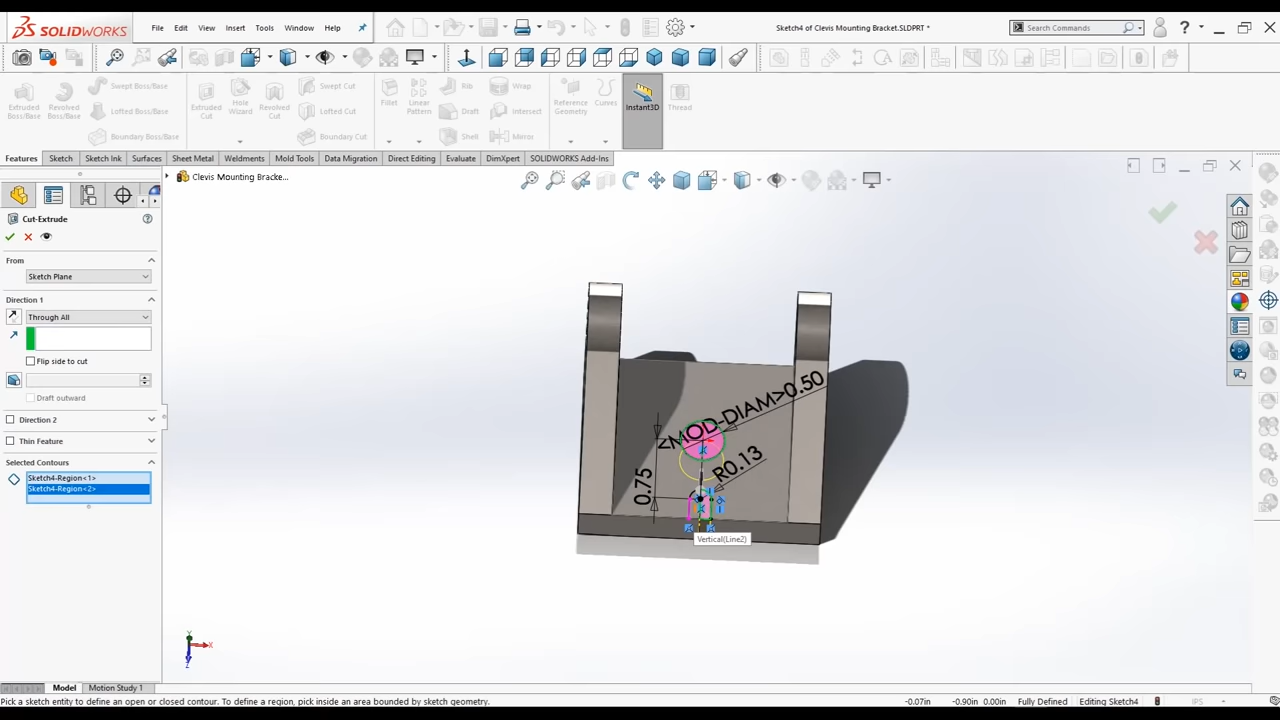 SOLIDWORKS
File Edit View Insert Tools Window Help
Sketch4 of Clevis Mounting Bracket.SLDPRT *
Search Commands
Extruded Boss/Base
Revolved Boss/Base
Swept Boss/Base
Lofted Boss/Base
Boundary Boss/Base
Extruded Cut
Hole Wizard
Revolved Cut
Swept Cut
Lofted Cut
Boundary Cut
Fillet
Linear Pattern
Rib
Draft
Shell
Wrap
Intersect
Mirror
Reference Geometry
Curves
Instant3D
Thread
Features Sketch Sketch Ink Surfaces Sheet Metal Weldments Mold Tools Data Migration Direct Editing Evaluate DimXpert SOLIDWORKS Add-Ins
Clevis Mounting Bracke...
Cut-Extrude
From
Sketch Plane
Direction 1
Through All
Flip side to cut
Draft outward
Direction 2
Thin Feature
Selected Contours
Sketch4-Region<1>
Sketch4-Region<2>
<MOD-DIAM>0.50
R0.13
0.75
Vertical(Line2)
Y
X
Z
Model Motion Study 1
Pick a sketch entity to define an open or closed contour. To define a region, pick inside an area bounded by sketch geometry.
-0.07in -0.90in 0.00in Fully Defined Editing Sketch4 IPS -